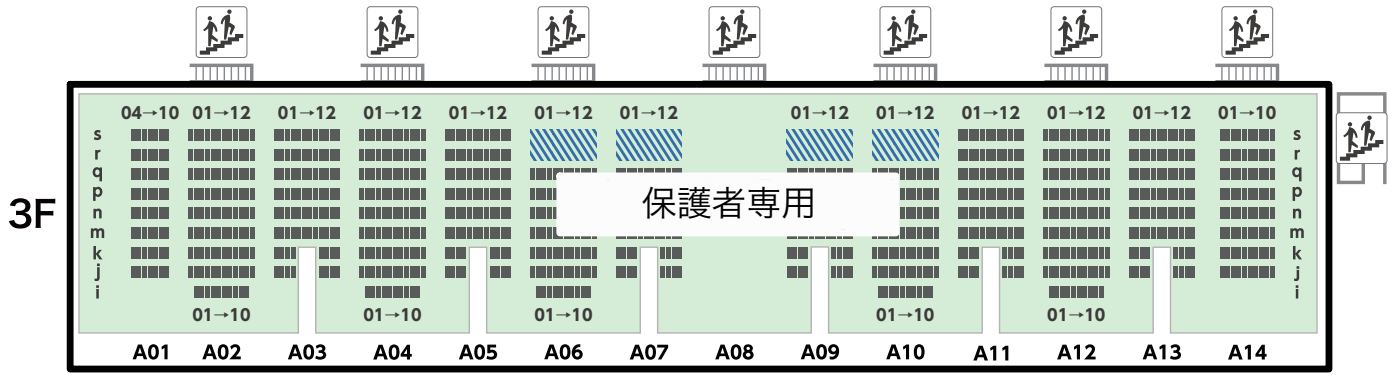 04→10 01→12 01→12 01→12 01→12 01→12 01→12 01→12 01→12 01→12 01→12 01→12 01→10
s s
r r
q q
p p
n n
m m
k k
j j
i i
保護者専用
3F
01→10 01→10 01→10 01→10 01→10
A01 A02 A03 A04 A05 A06 A07 A08 A09 A10 A11 A12 A13 A14